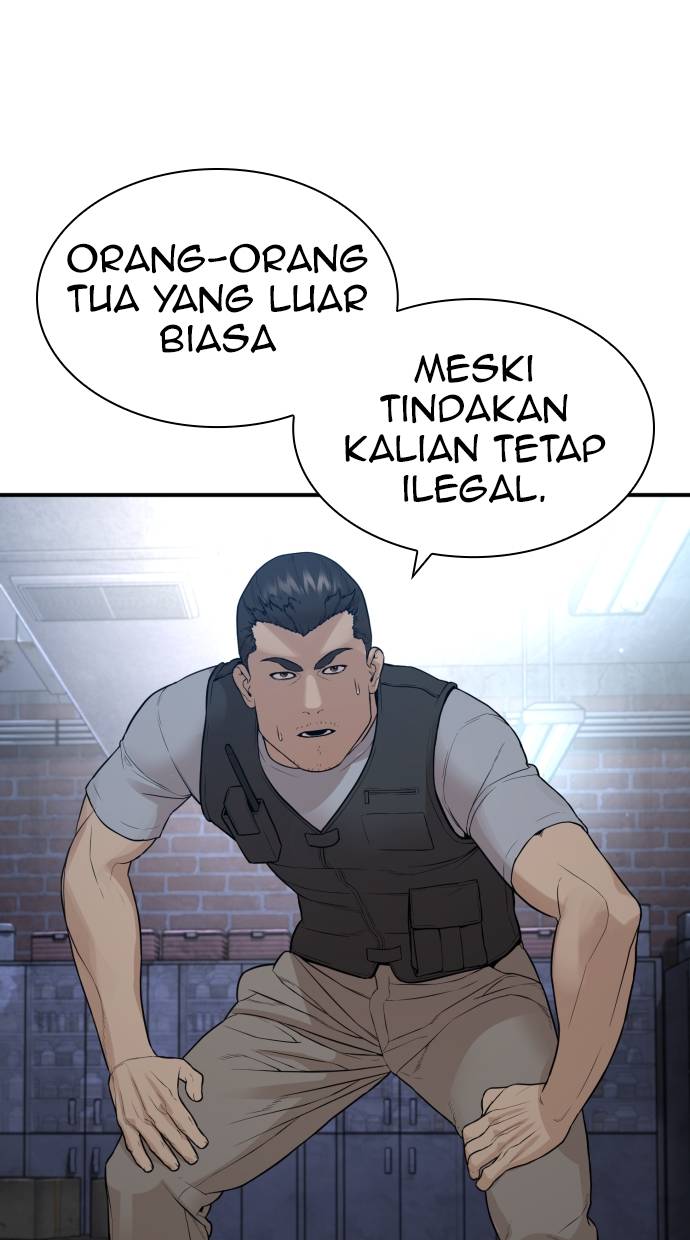 ORANG-ORANG
TUA YANG LUAR
BIASA
MESKI
TINDAKAN
KALIAN TETAP
ILEGAL.